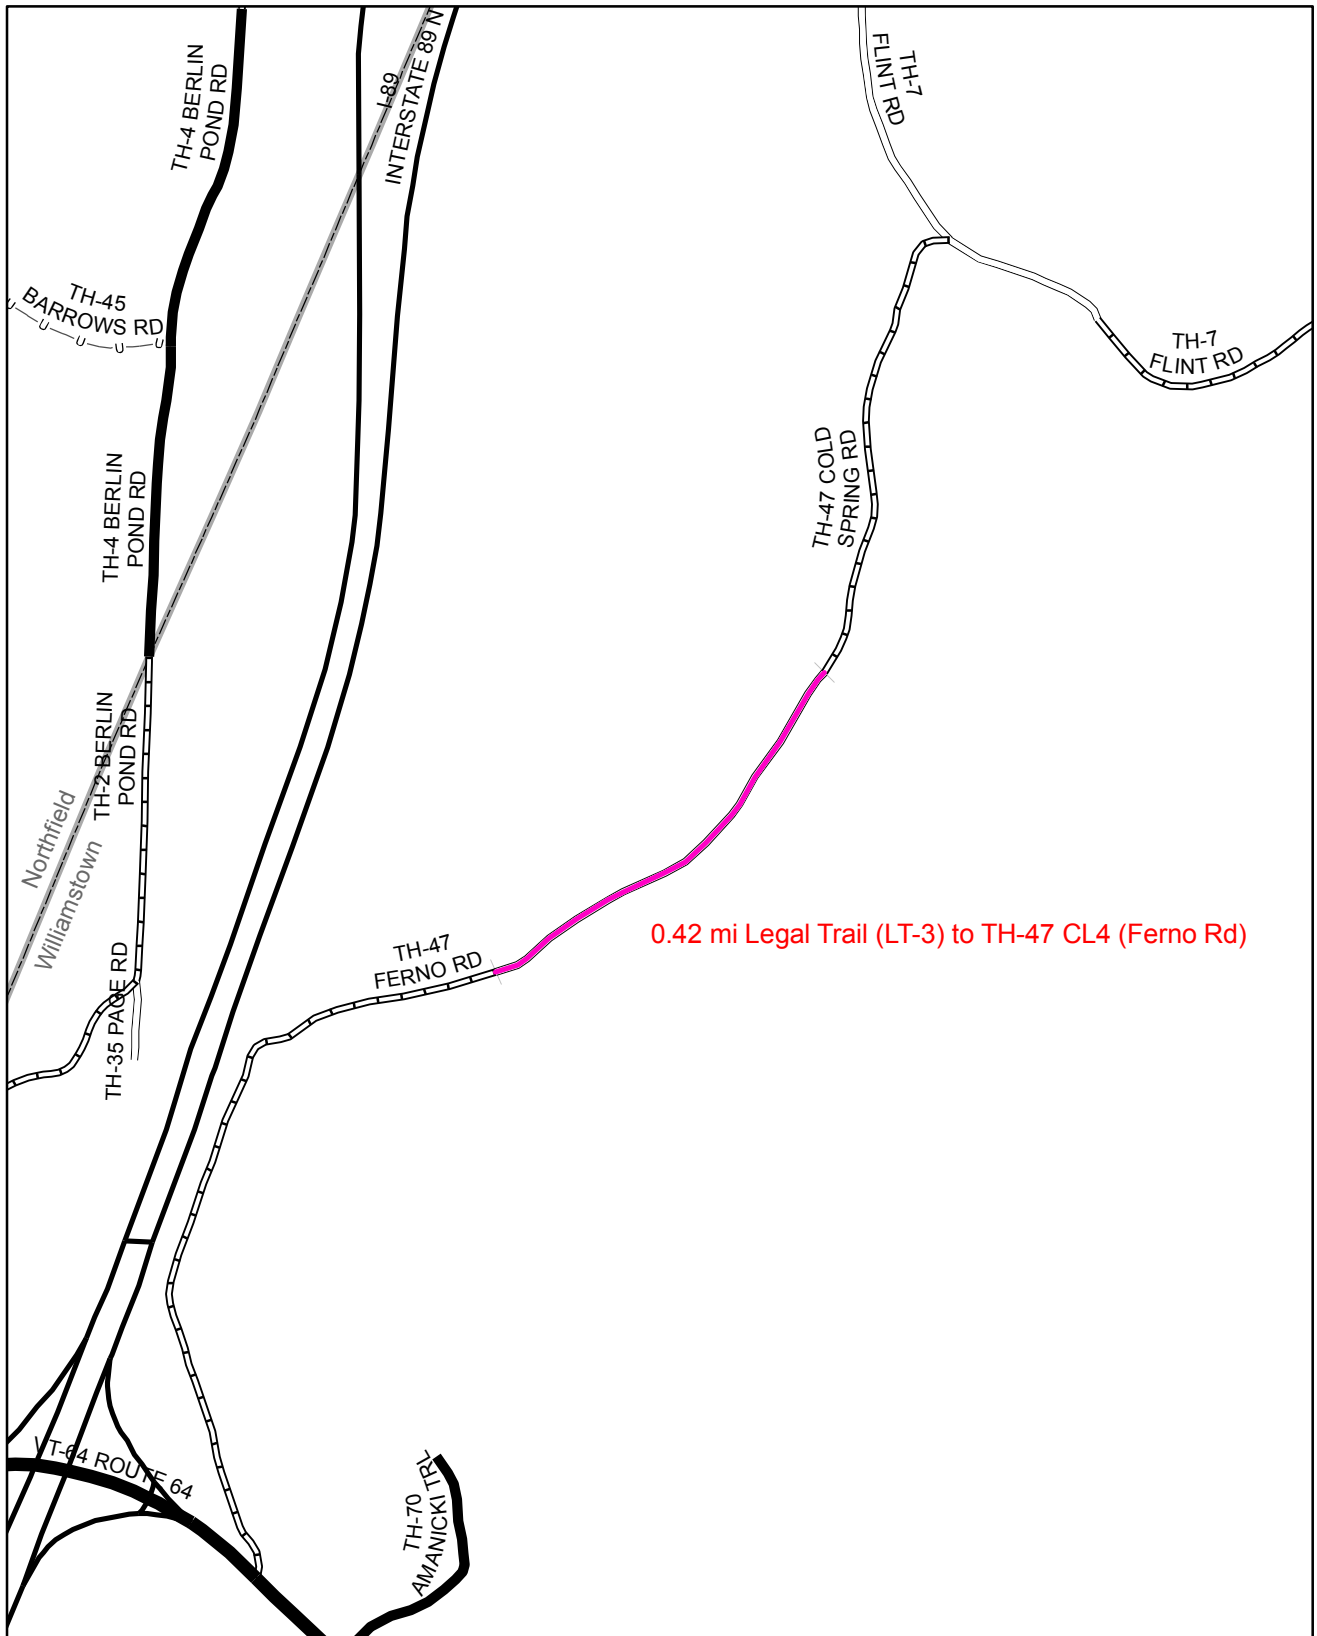 TH-4 BERLIN
POND RD
I-89
INTERSTATE 89 N
TH-7
FLINT RD
TH-45
BARROWS RD
U
U
U
U
U
TH-7
FLINT RD
TH-47 COLD
SPRING RD
TH-4 BERLIN
POND RD
TH-2 BERLIN
POND RD
Northfield
Williamstown
0.42 mi Legal Trail (LT-3) to TH-47 CL4 (Ferno Rd)
TH-47
FERNO RD
TH-35 PAGE RD
VT-64 ROUTE 64
TH-70
AMANICKI TRL